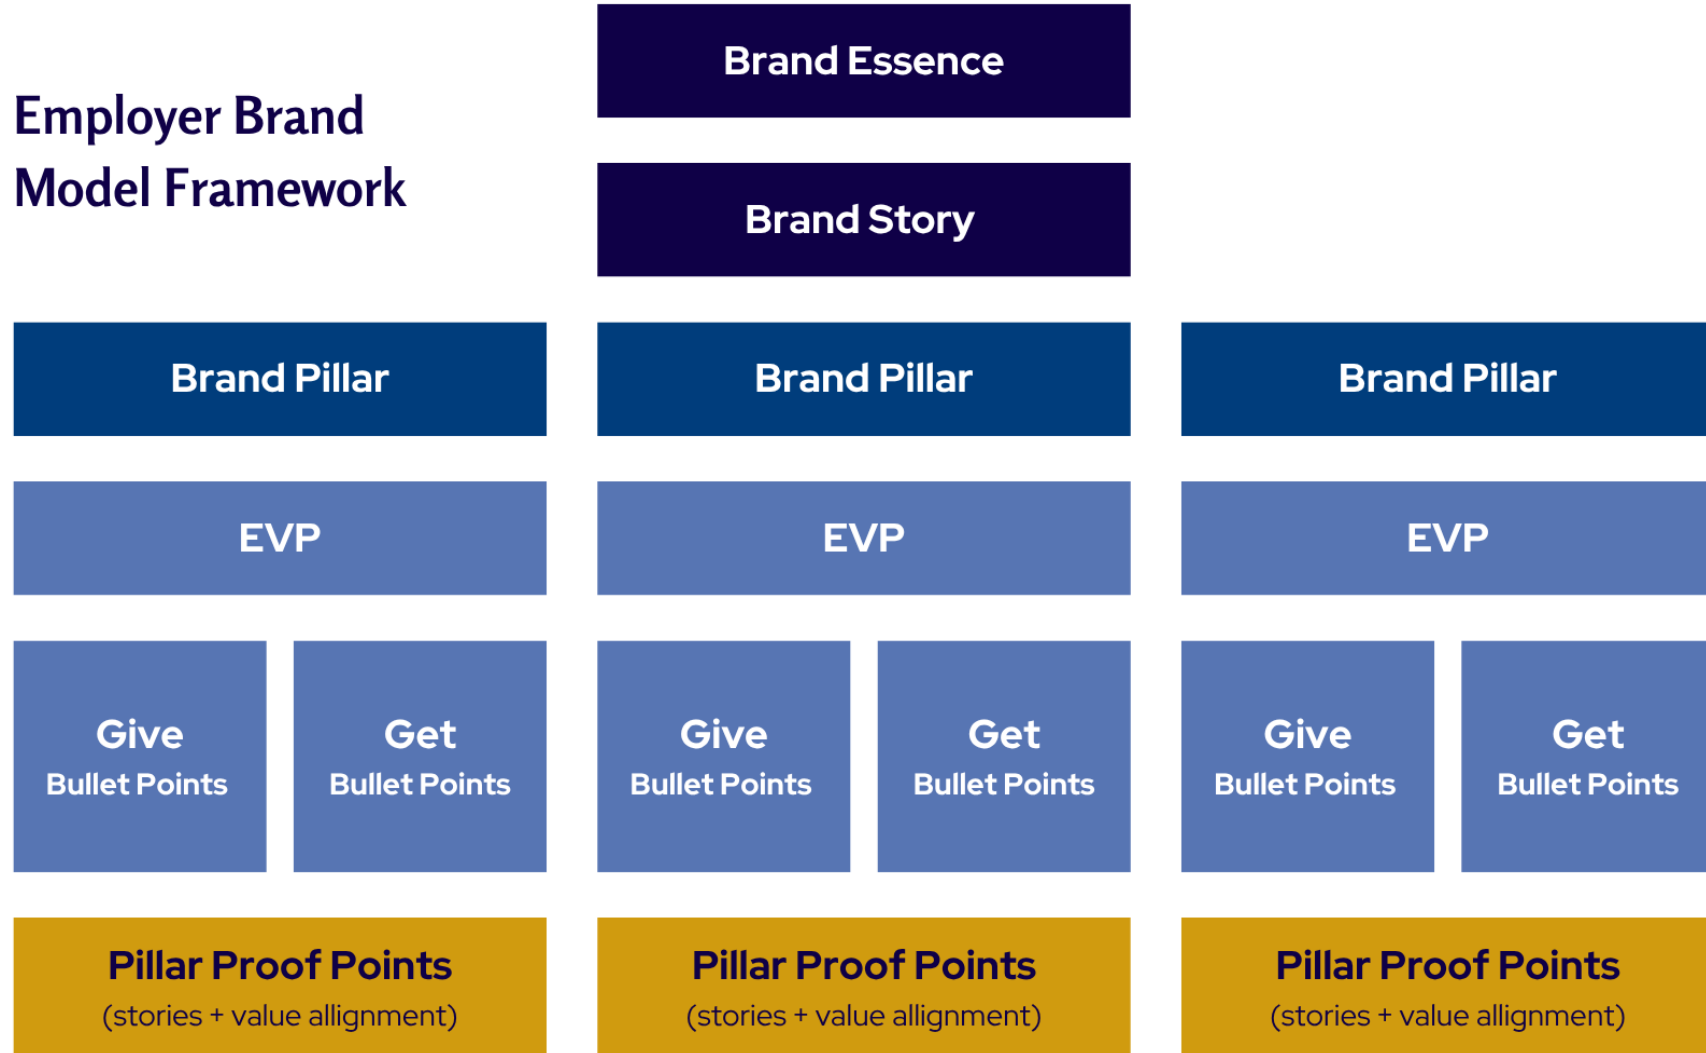 Brand Essence
Employer Brand
Model Framework
Brand Story
Brand Pillar
Brand Pillar
Brand Pillar
EVP
EVP
EVP
Give
Bullet Points
Get
Bullet Points
Give
Bullet Points
Get
Bullet Points
Give
Bullet Points
Get
Bullet Points
Pillar Proof Points
(stories + value allignment)
Pillar Proof Points
(stories + value allignment)
Pillar Proof Points
(stories + value allignment)